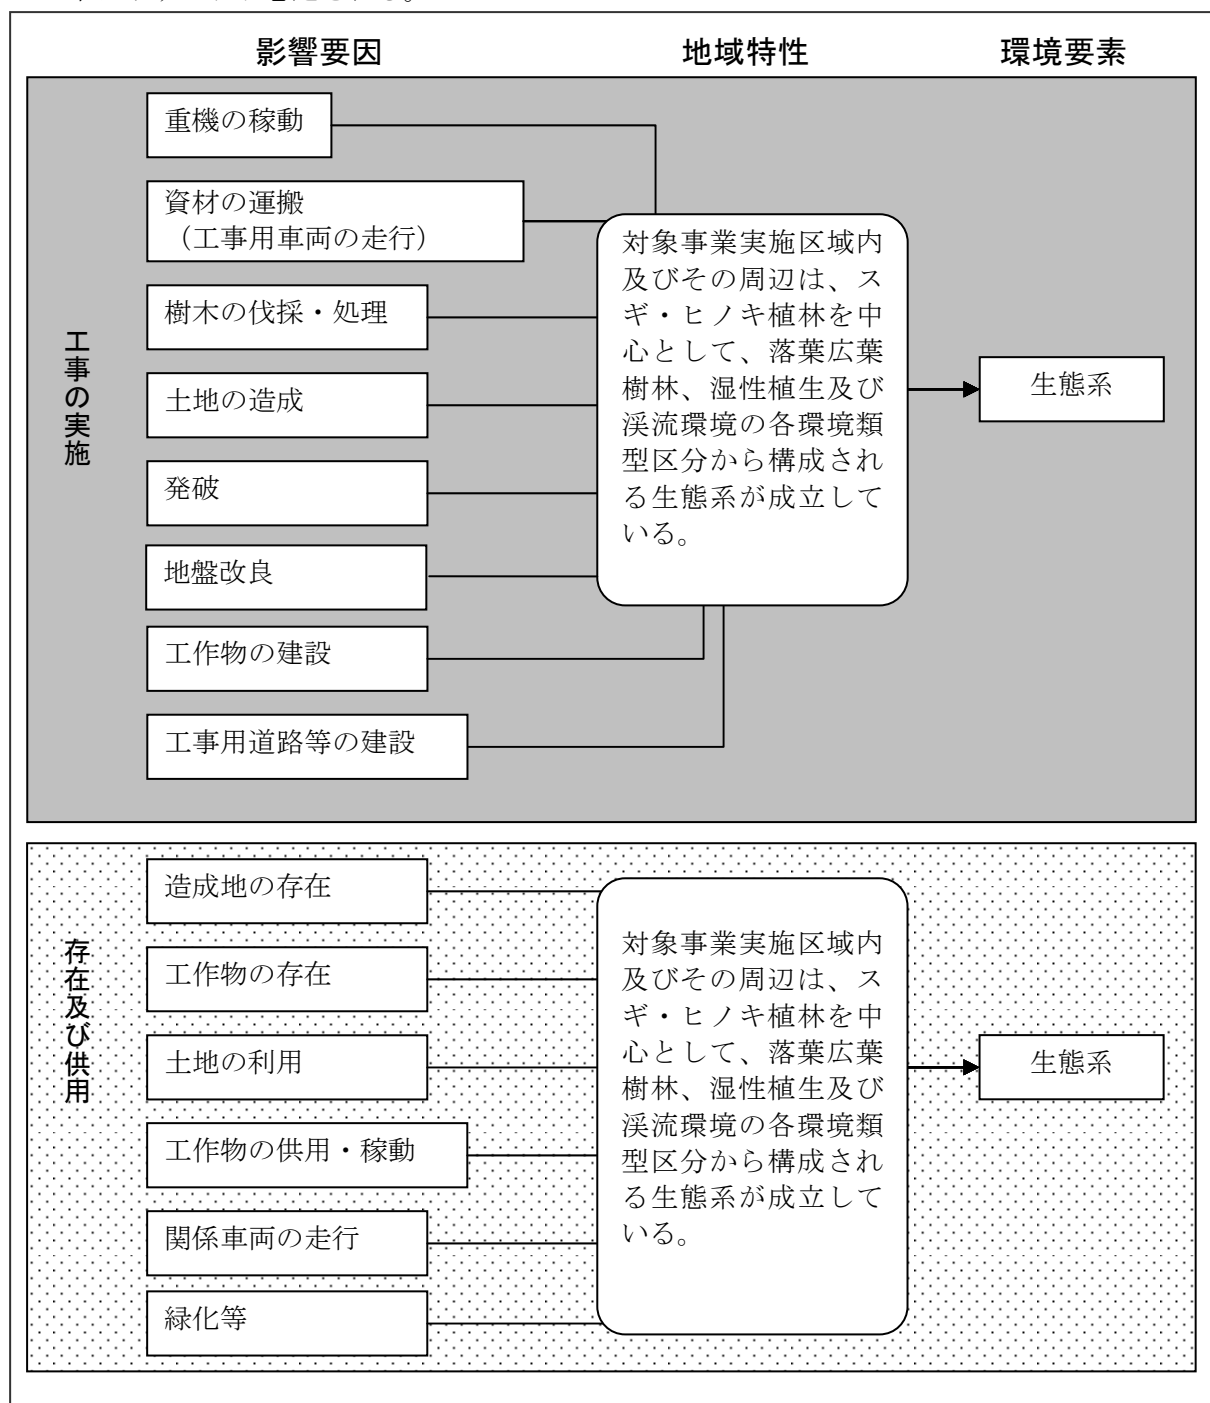 影響要因
地域特性
環境要素
工事の実施
重機の稼動
資材の運搬
（工事用車両の走行）
樹木の伐採・処理
土地の造成
発破
地盤改良
工作物の建設
工事用道路等の建設
対象事業実施区域内
及びその周辺は、ス
ギ・ヒノキ植林を中
心として、落葉広葉
樹林、湿性植生及び
渓流環境の各環境類
型区分から構成され
る生態系が成立して
いる。
生態系
存在及び供用
造成地の存在
工作物の存在
土地の利用
工作物の供用・稼動
関係車両の走行
緑化等
対象事業実施区域内
及びその周辺は、ス
ギ・ヒノキ植林を中
心として、落葉広葉
樹林、湿性植生及び
渓流環境の各環境類
型区分から構成され
る生態系が成立して
いる。
生態系